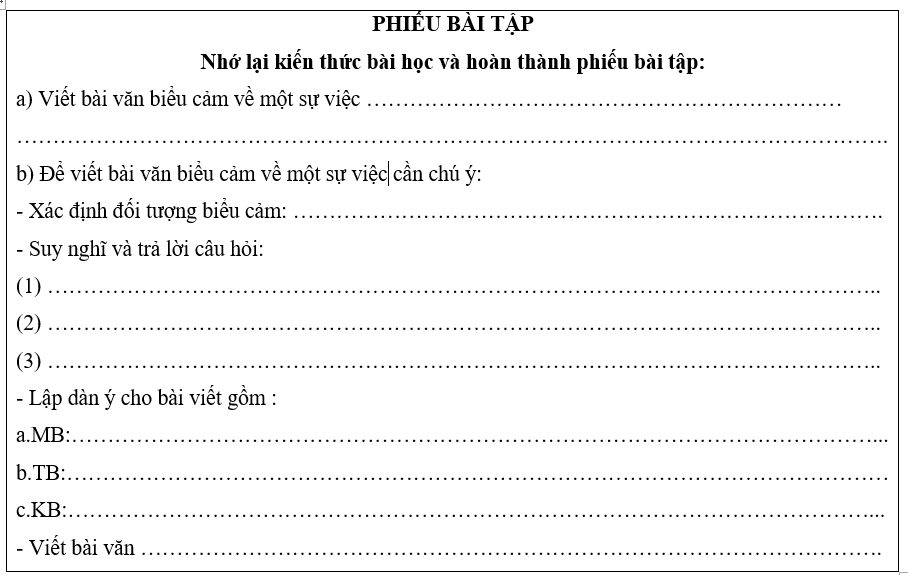 PHIẾU BÀI TẬP
Nhớ lại kiến thức bài học và hoàn thành phiếu bài tập:
a) Viết bài văn biểu cảm về một sự việc …………………………………………………………
………………………………………………………………………………………………………….
b) Để viết bài văn biểu cảm về một sự việc cần chú ý:
- Xác định đối tượng biểu cảm: ……………………………………………………………………….
- Suy nghĩ và trả lời câu hỏi:
(1) ……………………………………………………………………………………………………..
(2) ……………………………………………………………………………………………………..
(3) ……………………………………………………………………………………………………..
- Lập dàn ý cho bài viết gồm :
a.MB:…………………………………………………………………………………………………...
b.TB:……………………………………………………………………………………………………
c.KB:…………………………………………………………………………………………………...
- Viết bài văn ………………………………………………………………………………………….